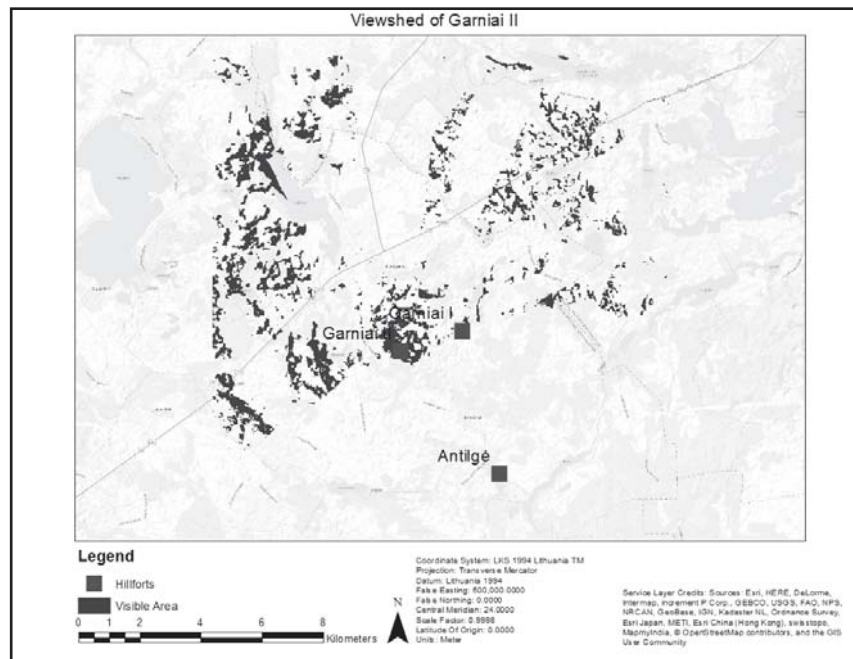 Viewshed of Garniai II
Garniai I
Garniai II
Antilgė
Legend
Hillforts
Visible Area
0 2 4 8
Kilometers
N
Coordinate System: LKS 1994 Lithuania TM
Projection: Transverse Mercator
Datum: Lithuania 1994
False Easting: 500,000.0000
False Northing: 0.0000
Central Meridian: 24.0000
Scale Factor: 0.9998
Latitude Of Origin: 0.0000
Units: Meter
Service Layer Credits: Sources: Esri, HERE, DeLorme,
Intermap, increment P Corp., GEBCO, USGS, FAO, NPS,
NRCAN, GeoBase, IGN, Kadaster NL, Ordnance Survey,
Esri Japan, METI, Esri China (Hong Kong), swisstopo,
MapmyIndia, © OpenStreetMap contributors, and the GIS
User Community